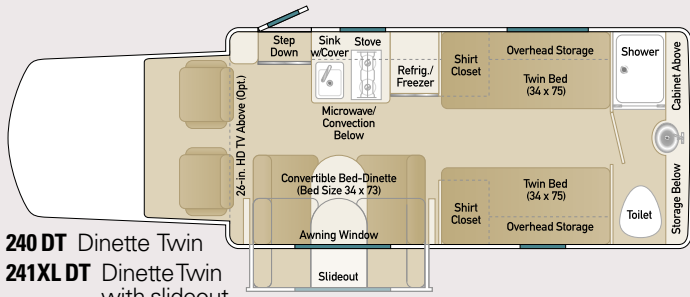 Step
Down
Sink
w/Cover
Stove
Refrig./
Freezer
Shirt
Closet
Overhead Storage
Twin Bed
(34 x 75)
Shower
Cabinet Above
26-in. HD TV Above (Opt.)
Microwave/
Convection
Below
Convertible Bed-Dinette
(Bed Size 34 x 73)
Awning Window
Slideout
Shirt
Closet
Twin Bed
(34 x 75)
Overhead Storage
Toilet
Storage Below
240 DT Dinette Twin
241XL DT Dinette Twin
with slideout